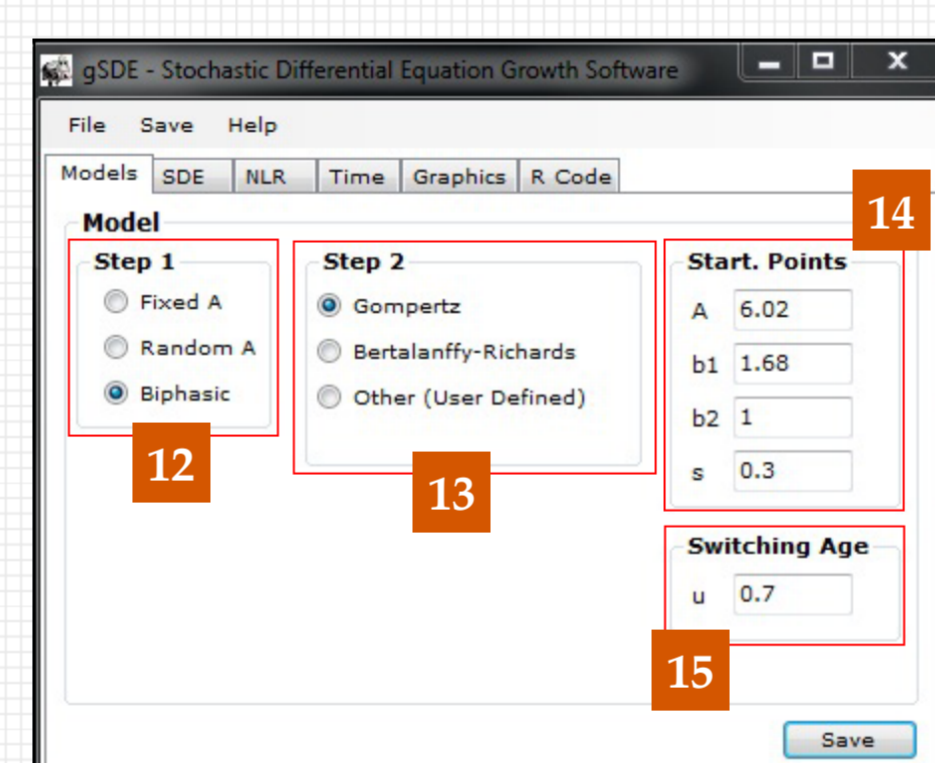 gSDE - Stochastic Differential Equation Growth Software
File Save Help
Models SDE NLR Time Graphics R Code
14
Model
Step 1
Fixed A
Random A
Biphasic
12
Step 2
Gompertz
Bertalanffy-Richards
Other (User Defined)
13
Start. Points
A 6.02
b1 1.68
b2 1
s 0.3
Switching Age
u 0.7
15
Save